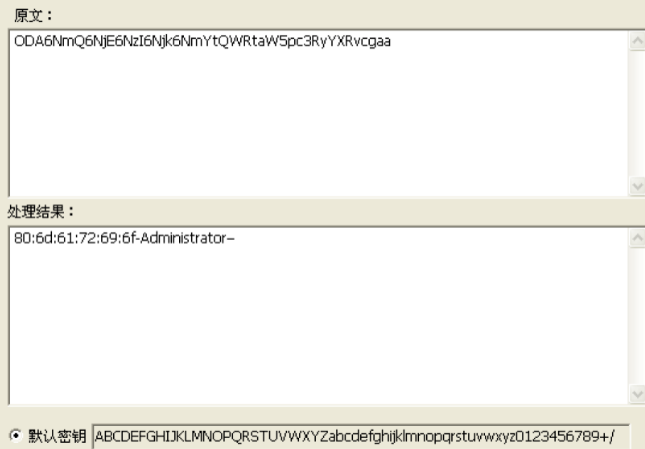 原文：
ODA6NmQ6NjE6NzI6Njk6NmYtQWRtaW5pc3RyYXRvcgaa
处理结果：
80:6d:61:72:69:6f-Administrator–
默认密钥 ABCDEFGHIJKLMNOPQRSTUVWXYZabcdefghijklmnopqrstuvwxyz0123456789+/